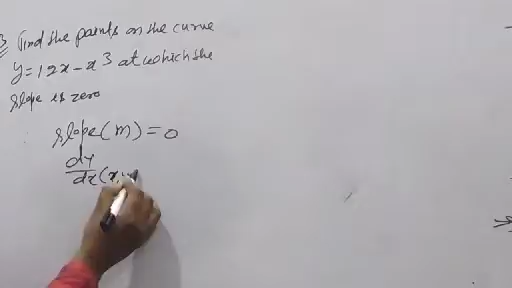 Find the points on the curve
y = 12x - x³ at which the
slope is zero
slope (m) = 0
dy
dx (x,